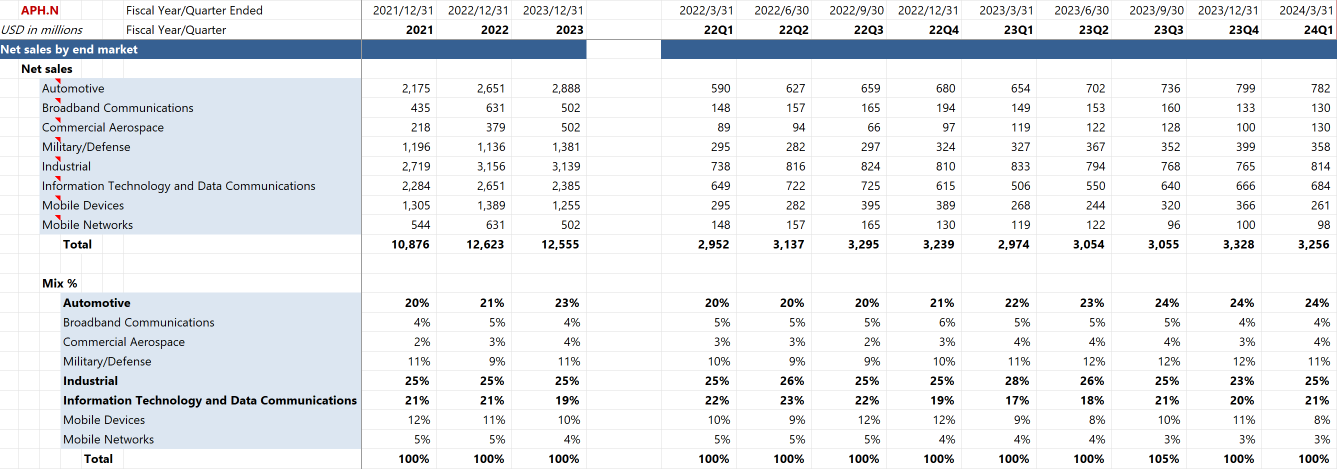 APH.N Fiscal Year/Quarter Ended 2021/12/31 2022/12/31 2023/12/31 2022/3/31 2022/6/30 2022/9/30 2022/12/31 2023/3/31 2023/6/30 2023/9/30 2023/12/31 2024/3/31
USD in millions Fiscal Year/Quarter 2021 2022 2023 22Q1 22Q2 22Q3 22Q4 23Q1 23Q2 23Q3 23Q4 24Q1
Net sales by end market
Net sales
Automotive 2,175 2,651 2,888 590 627 659 680 654 702 736 799 782
Broadband Communications 435 631 502 148 157 165 194 149 153 160 133 130
Commercial Aerospace 218 379 502 89 94 66 97 119 122 128 100 130
Military/Defense 1,196 1,136 1,381 295 282 297 324 327 367 352 399 358
Industrial 2,719 3,156 3,139 738 816 824 810 833 794 768 765 814
Information Technology and Data Communications 2,284 2,651 2,385 649 722 725 615 506 550 640 666 684
Mobile Devices 1,305 1,389 1,255 295 282 395 389 268 244 320 366 261
Mobile Networks 544 631 502 148 157 165 130 119 122 96 100 98
Total 10,876 12,623 12,555 2,952 3,137 3,295 3,239 2,974 3,054 3,055 3,328 3,256
Mix %
Automotive 20% 21% 23% 20% 20% 20% 21% 22% 23% 24% 24% 24%
Broadband Communications 4% 5% 4% 5% 5% 5% 6% 5% 5% 5% 4% 4%
Commercial Aerospace 2% 3% 4% 3% 3% 2% 3% 4% 4% 4% 3% 4%
Military/Defense 11% 9% 11% 10% 9% 9% 10% 11% 12% 12% 12% 11%
Industrial 25% 25% 25% 25% 26% 25% 25% 28% 26% 25% 23% 25%
Information Technology and Data Communications 21% 21% 19% 22% 23% 22% 19% 17% 18% 21% 20% 21%
Mobile Devices 12% 11% 10% 10% 9% 12% 12% 9% 8% 10% 11% 8%
Mobile Networks 5% 5% 4% 5% 5% 5% 4% 4% 4% 3% 3% 3%
Total 100% 100% 100% 100% 100% 100% 100% 100% 100% 105% 100% 100%